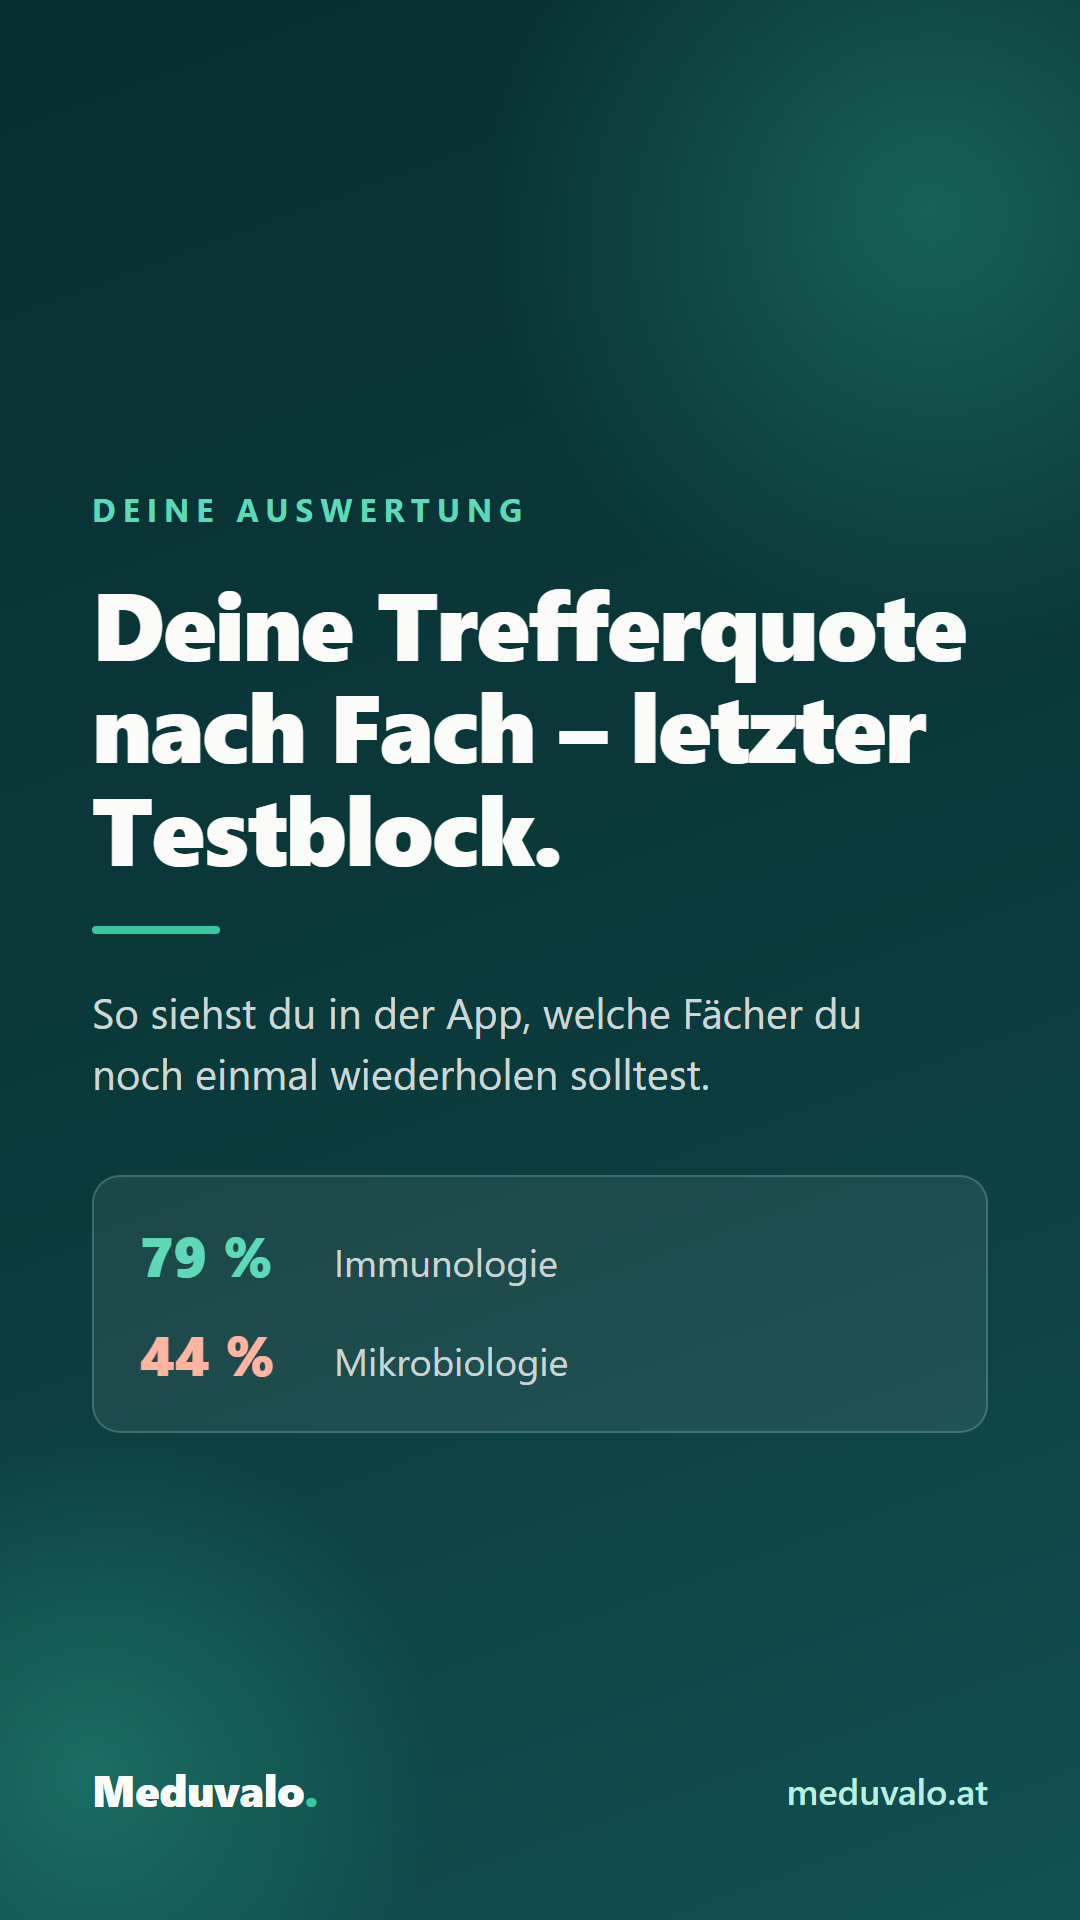 DEINE AUSWERTUNG
Deine Trefferquote
nach Fach – letzter
Testblock.
So siehst du in der App, welche Fächer du
noch einmal wiederholen solltest.
79 % Immunologie
44 % Mikrobiologie
Meduvalo. meduvalo.at